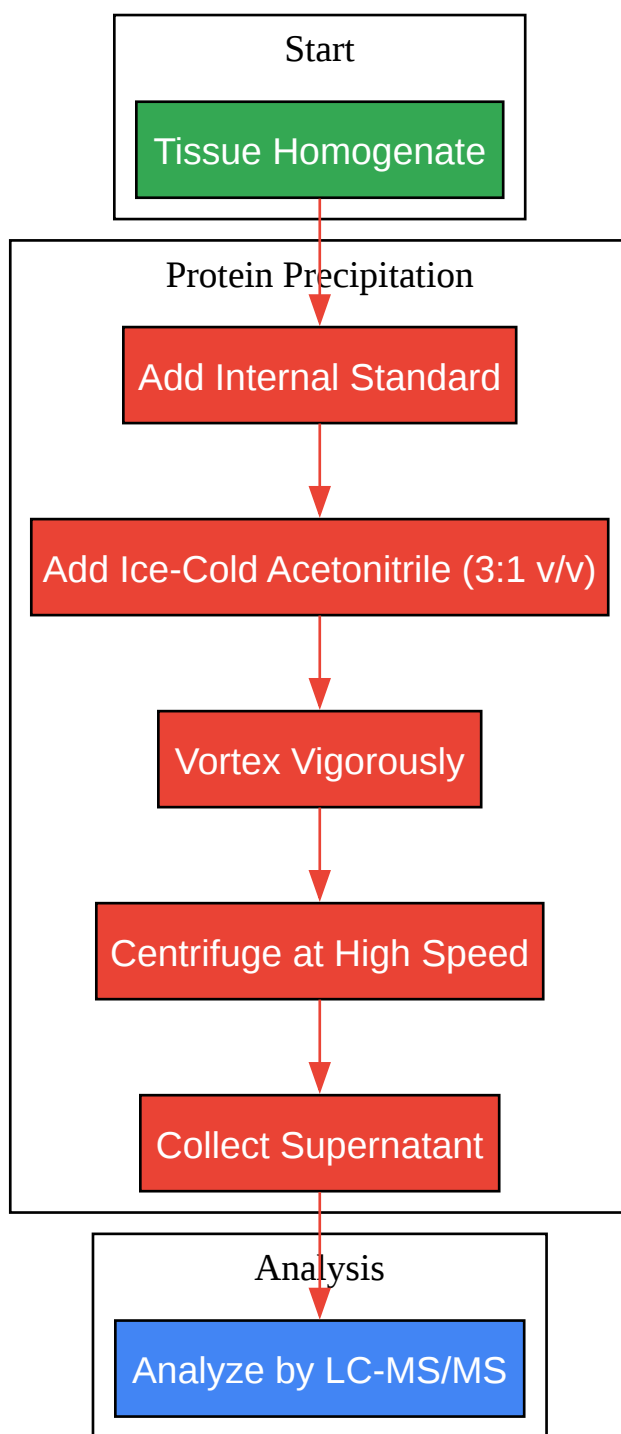 Start
Tissue Homogenate
Protein Precipitation
Add Internal Standard
Add Ice-Cold Acetonitrile (3:1 v/v)
Vortex Vigorously
Centrifuge at High Speed
Collect Supernatant
Analysis
Analyze by LC-MS/MS